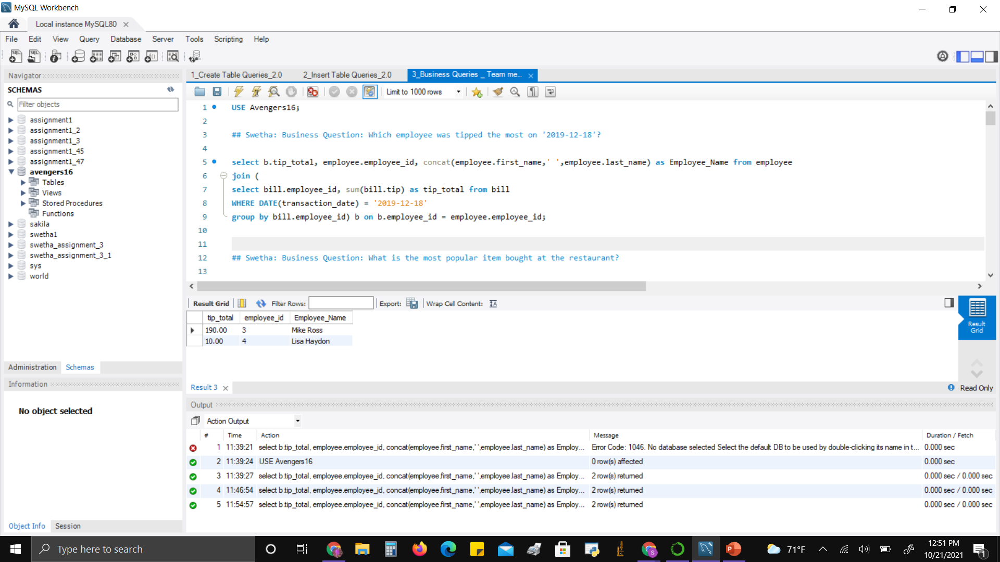 MySQL Workbench
Local instance MySQL80
File Edit View Query Database Server Tools Scripting Help
Navigator
SCHEMAS
Filter objects
assignment1
assignment1_2
assignment1_3
assignment1_45
assignment1_47
avengers16
Tables
Views
Stored Procedures
Functions
sakila
swetha1
swetha_assignment_3
swetha_assignment_3_1
sys
world
Administration Schemas
Information
No object selected
Object Info Session
1_Create Table Queries_2.0 2_Insert Table Queries_2.0 3_Business Queries _ Team me...
Limit to 1000 rows
1 USE Avengers16;
2
3 ## Swetha: Business Question: Which employee was tipped the most on '2019-12-18'?
4
5 select b.tip_total, employee.employee_id, concat(employee.first_name,' ',employee.last_name) as Employee_Name from employee
6 join (
7 select bill.employee_id, sum(bill.tip) as tip_total from bill
8 WHERE DATE(transaction_date) = '2019-12-18'
9 group by bill.employee_id) b on b.employee_id = employee.employee_id;
10
11
12 ## Swetha: Business Question: What is the most popular item bought at the restaurant?
13
Result Grid Filter Rows: Export: Wrap Cell Content:
tip_total employee_id Employee_Name
190.00 3 Mike Ross
10.00 4 Lisa Haydon
Result
Grid
Result 3
Read Only
Output
Action Output
# Time Action Message Duration / Fetch
1 11:39:21 select b.tip_total, employee.employee_id, concat(employee.first_name,' ',employee.last_name) as Employ... Error Code: 1046. No database selected Select the default DB to be used by double-clicking its name in t... 0.000 sec
2 11:39:24 USE Avengers16 0 row(s) affected 0.000 sec
3 11:39:27 select b.tip_total, employee.employee_id, concat(employee.first_name,' ',employee.last_name) as Employ... 2 row(s) returned 0.000 sec / 0.000 sec
4 11:46:54 select b.tip_total, employee.employee_id, concat(employee.first_name,' ',employee.last_name) as Employ... 2 row(s) returned 0.000 sec / 0.000 sec
5 11:54:57 select b.tip_total, employee.employee_id, concat(employee.first_name,' ',employee.last_name) as Employ... 2 row(s) returned 0.000 sec / 0.000 sec
Type here to search
71°F
12:51 PM
10/21/2021
1